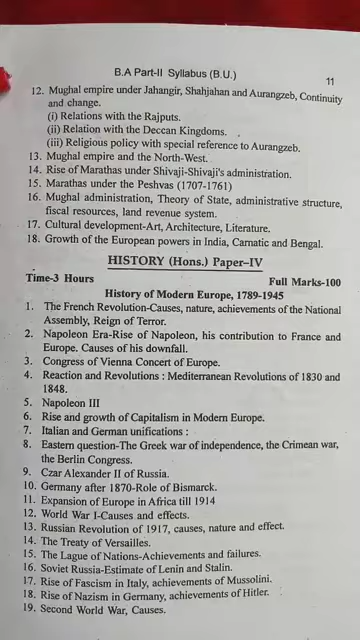 B.A Part-II Syllabus (B.U.)
11
12. Mughal empire under Jahangir, Shahjahan and Aurangzeb, Continuity
and change.
(i) Relations with the Rajputs.
(ii) Relation with the Deccan Kingdoms.
(iii) Religious policy with special reference to Aurangzeb.
13. Mughal empire and the North-West.
14. Rise of Marathas under Shivaji-Shivaji's administration.
15. Marathas under the Peshvas (1707-1761)
16. Mughal administration, Theory of State, administrative structure,
fiscal resources, land revenue system.
17. Cultural development-Art, Architecture, Literature.
18. Growth of the European powers in India, Carnatic and Bengal.
HISTORY (Hons.) Paper-IV
Time-3 Hours Full Marks-100
History of Modern Europe, 1789-1945
1. The French Revolution-Causes, nature, achievements of the National
Assembly, Reign of Terror.
2. Napoleon Era-Rise of Napoleon, his contribution to France and
Europe. Causes of his downfall.
3. Congress of Vienna Concert of Europe.
4. Reaction and Revolutions : Mediterranean Revolutions of 1830 and
1848.
5. Napoleon III
6. Rise and growth of Capitalism in Modern Europe.
7. Italian and German unifications :
8. Eastern question-The Greek war of independence, the Crimean war,
the Berlin Congress.
9. Czar Alexander II of Russia.
10. Germany after 1870-Role of Bismarck.
11. Expansion of Europe in Africa till 1914
12. World War I-Causes and effects.
13. Russian Revolution of 1917, causes, nature and effect.
14. The Treaty of Versailles.
15. The Lague of Nations-Achievements and failures.
16. Soviet Russia-Estimate of Lenin and Stalin.
17. Rise of Fascism in Italy, achievements of Mussolini.
18. Rise of Nazism in Germany, achievements of Hitler.
19. Second World War, Causes.